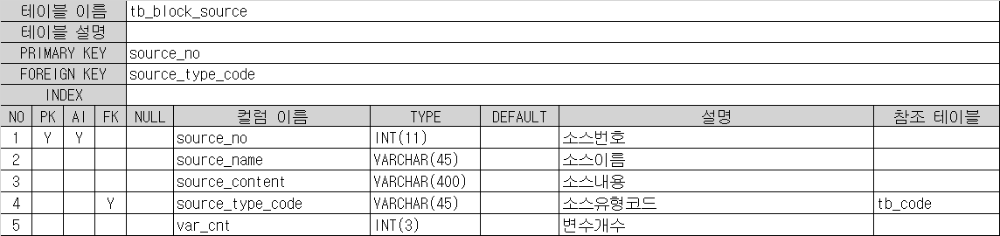 테이블 이름 tb_block_source
테이블 설명
PRIMARY KEY source_no
FOREIGN KEY source_type_code
INDEX
NO PK AI FK NULL 컬럼 이름 TYPE DEFAULT 설명 참조 테이블
1 Y Y source_no INT(11) 소스번호
2 source_name VARCHAR(45) 소스이름
3 source_content VARCHAR(400) 소스내용
4 Y source_type_code VARCHAR(45) 소스유형코드 tb_code
5 var_cnt INT(3) 변수개수